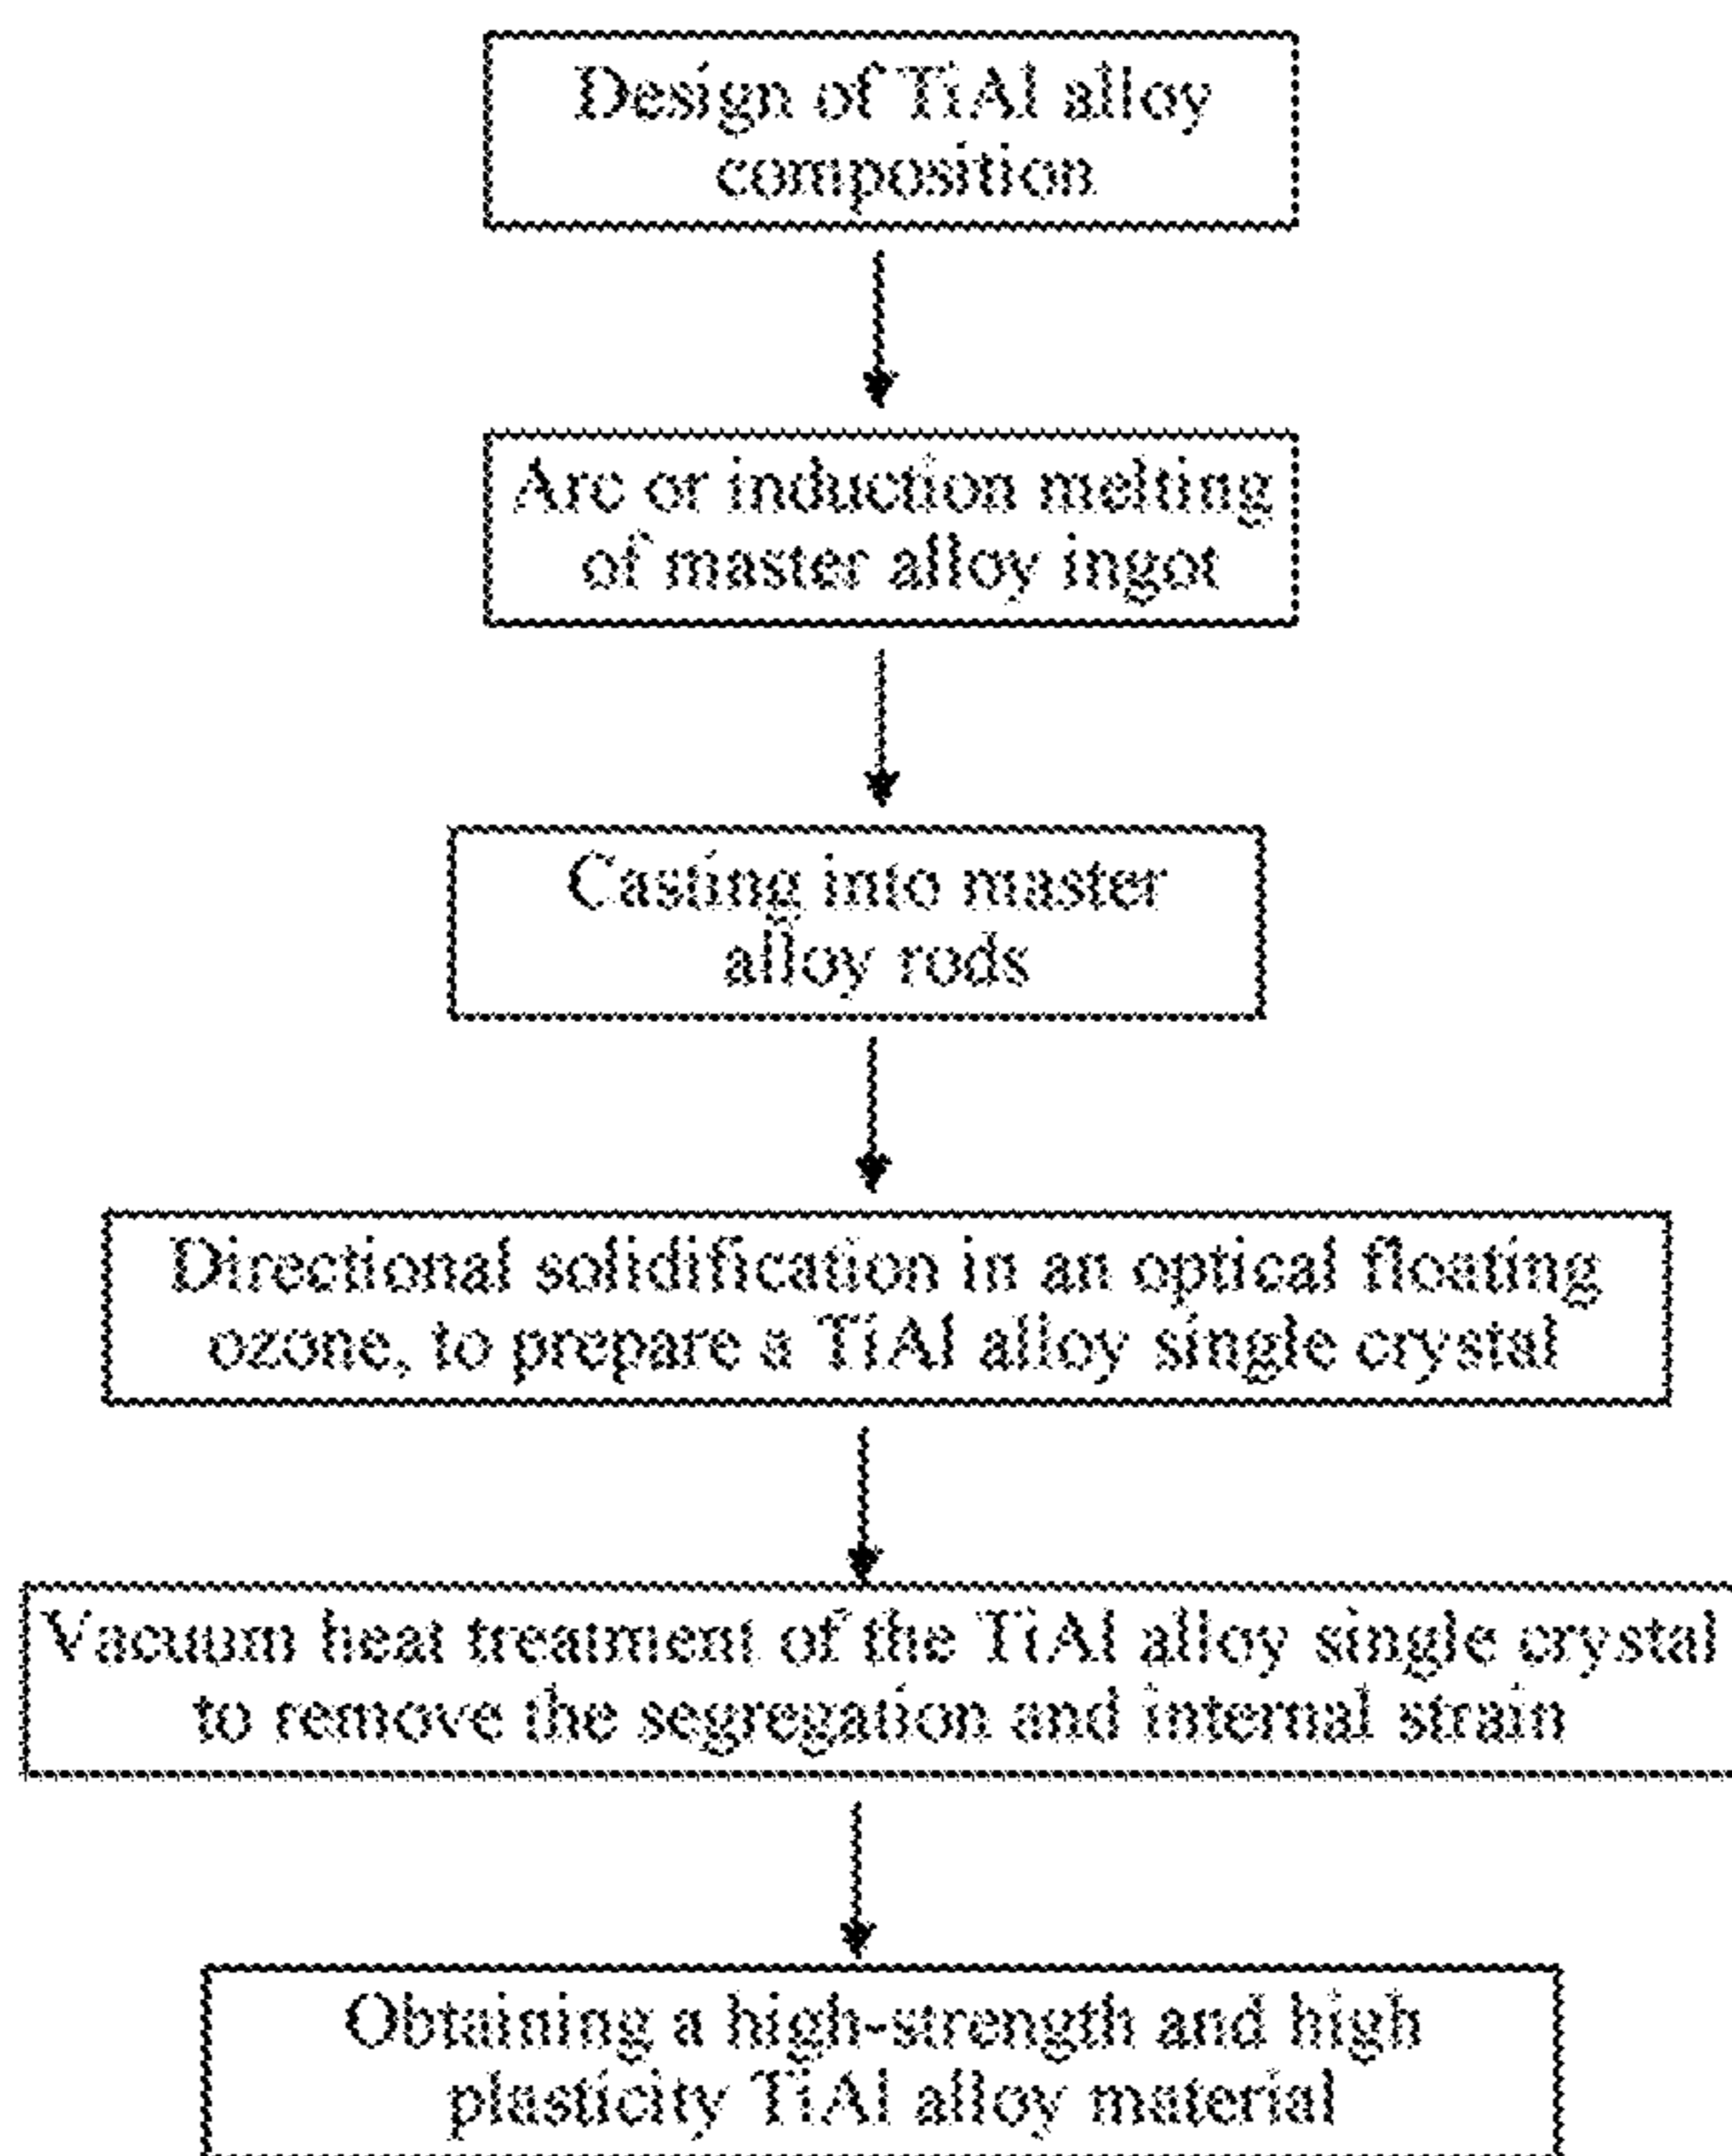 Design of TiAl alloy
composition
Arc or induction melting
of master alloy ingot
Casting into master
alloy rods
Directional solidification in an optical floating
ozone, to prepare a TiAl alloy single crystal
Vacuum heat treatment of the TiAl alloy single crystal
to remove the segregation and internal strain
Obtaining a high-strength and high
plasticity TiAl alloy material